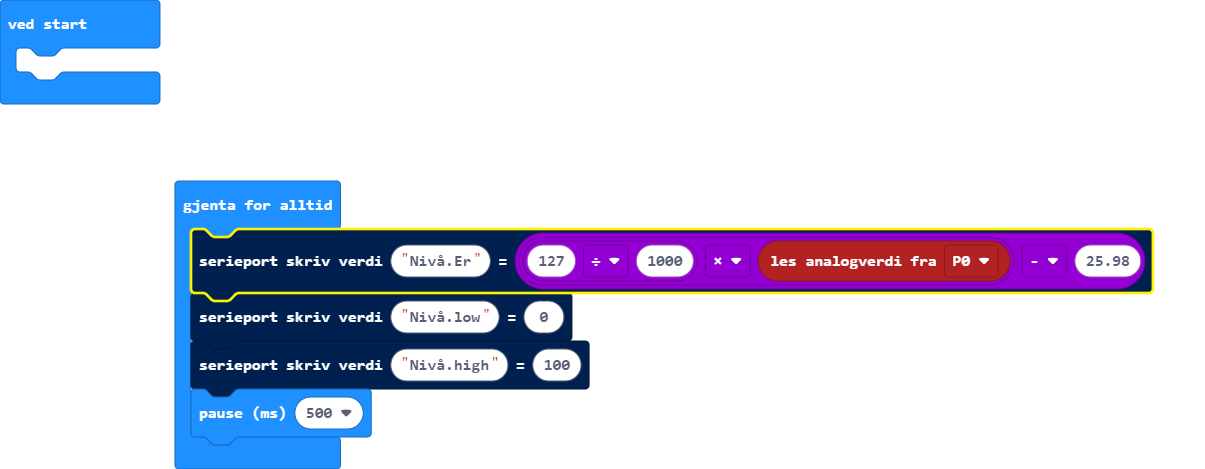 ved start
gjenta for alltid
serieport skriv verdi "Nivå.Er" = 127 ÷ 1000 × les analogverdi fra P0 - 25.98
serieport skriv verdi "Nivå.low" = 0
serieport skriv verdi "Nivå.high" = 100
pause (ms) 500